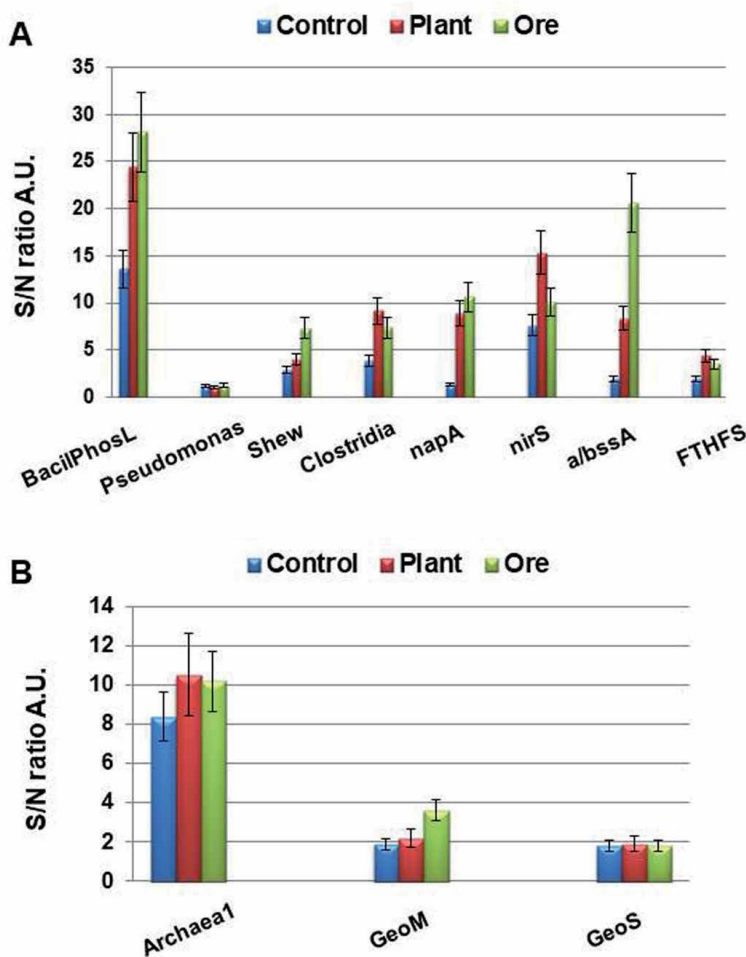 A
Control Plant Ore
S/N ratio A.U.
35
30
25
20
15
10
5
0
BacilPhosL
Pseudomonas
Shew
Clostridia
napA
nirS
a/bssA
FTHFS
B
Control Plant Ore
S/N ratio A.U.
14
12
10
8
6
4
2
0
Archaea1
GeoM
GeoS